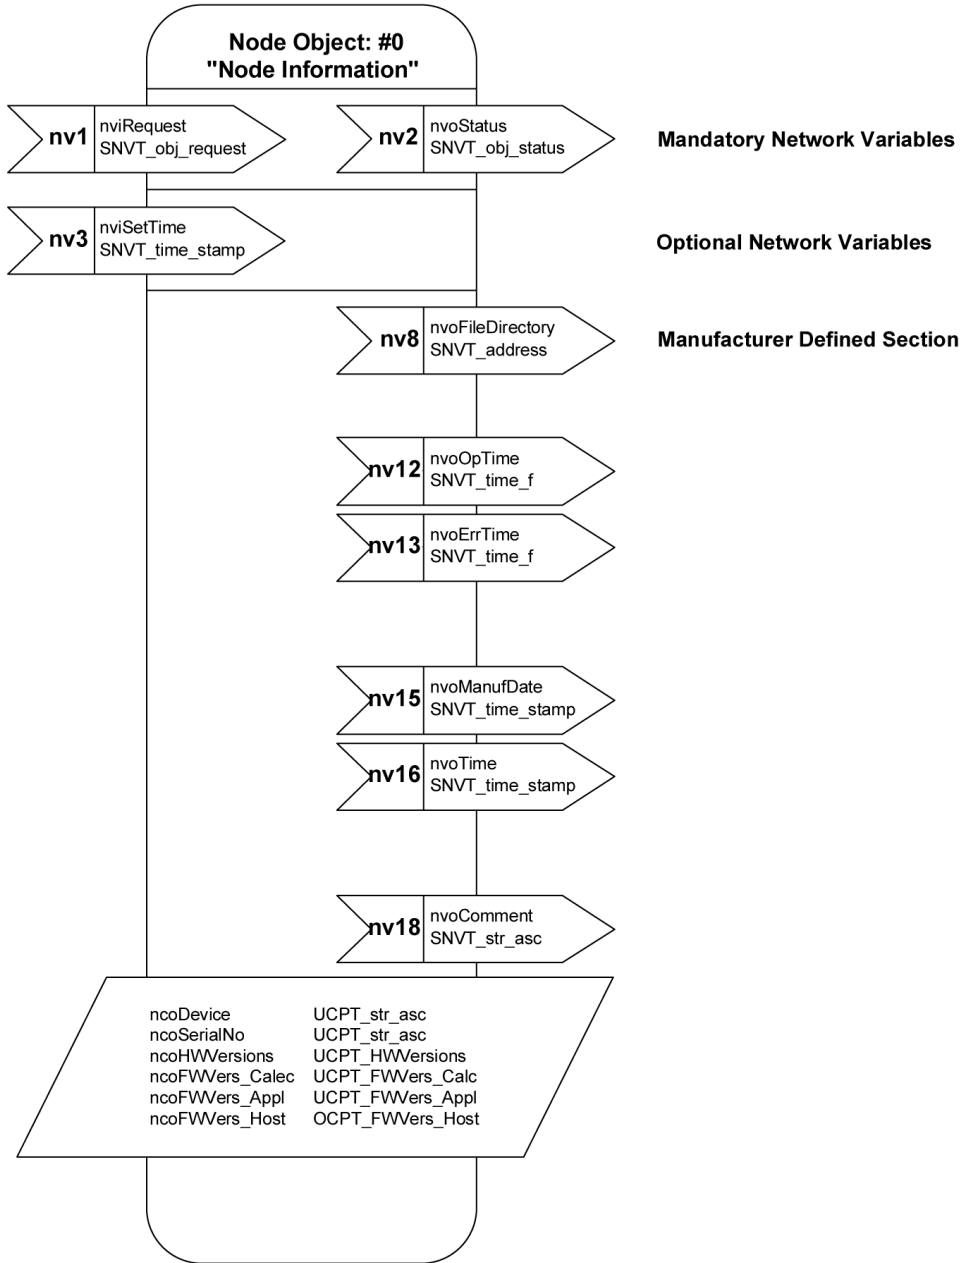 Node Object: #0
"Node Information"
nv1
nviRequest
SNVT_obj_request
nv2
nvoStatus
SNVT_obj_status
Mandatory Network Variables
nv3
nviSetTime
SNVT_time_stamp
Optional Network Variables
nv8
nvoFileDirectory
SNVT_address
Manufacturer Defined Section
nv12
nvoOpTime
SNVT_time_f
nv13
nvoErrTime
SNVT_time_f
nv15
nvoManufDate
SNVT_time_stamp
nv16
nvoTime
SNVT_time_stamp
nv18
nvoComment
SNVT_str_asc
ncoDevice UCPT_str_asc
ncoSerialNo UCPT_str_asc
ncoHWVersions UCPT_HWVersions
ncoFWVers_Calec UCPT_FWVers_Calc
ncoFWVers_Appl UCPT_FWVers_Appl
ncoFWVers_Host OCPT_FWVers_Host